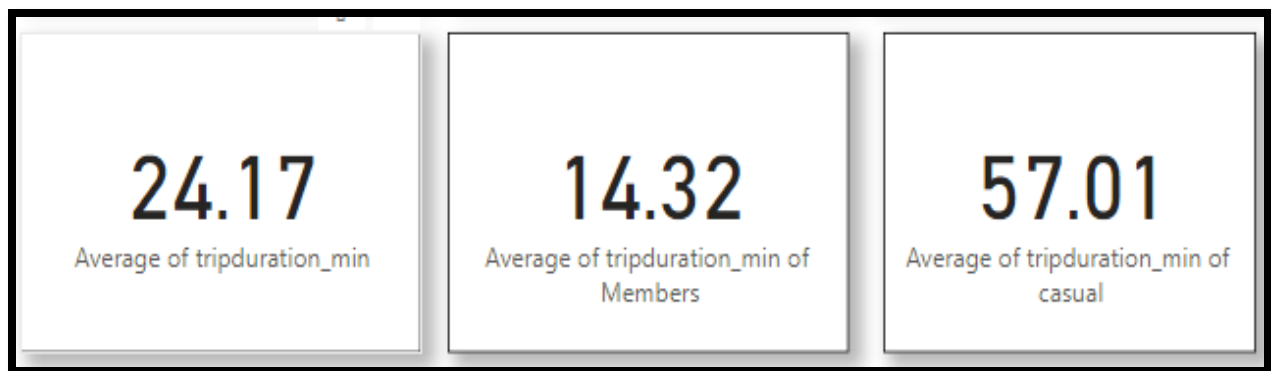 24.17
Average of tripduration_min
14.32
Average of tripduration_min of
Members
57.01
Average of tripduration_min of
casual